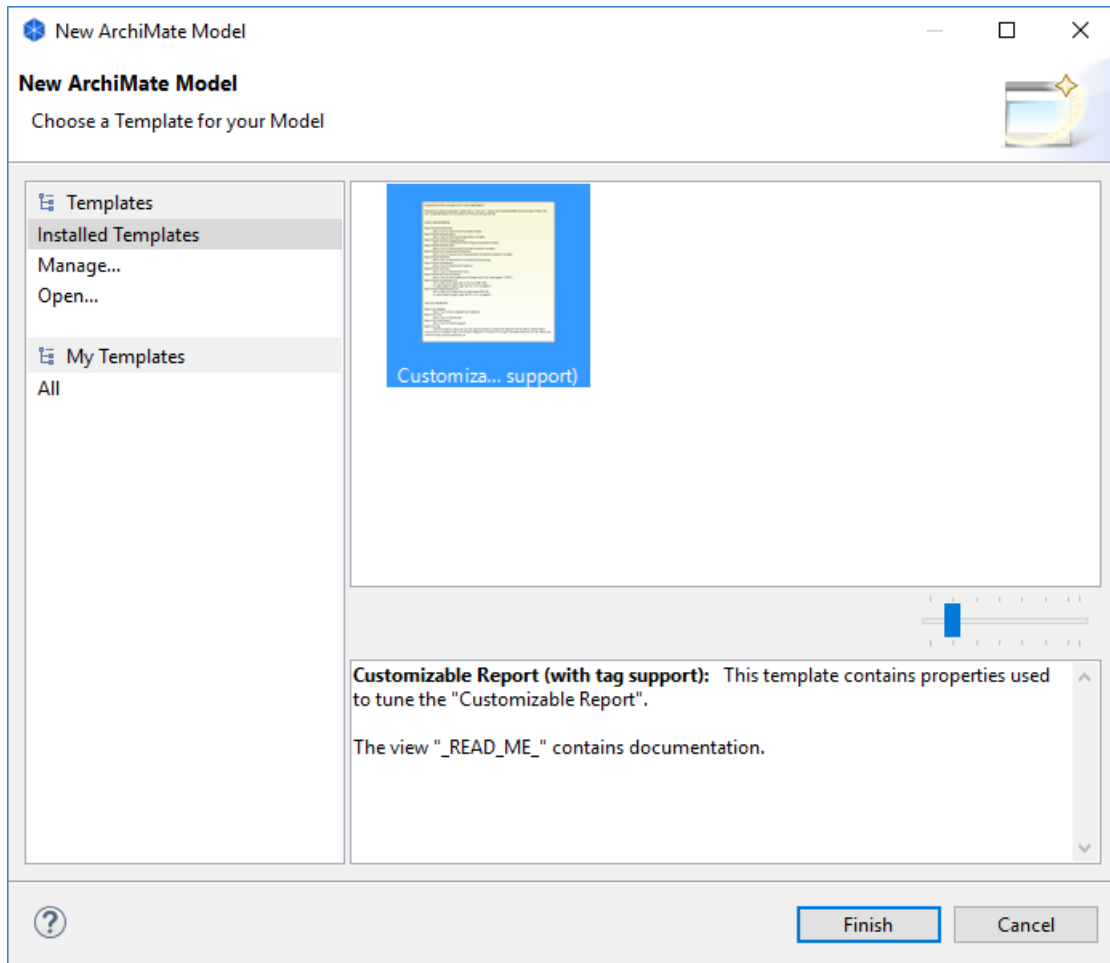 New ArchiMate Model
New ArchiMate Model
Choose a Template for your Model
Templates
Installed Templates
Manage...
Open...
My Templates
All
Customiza... support)
Customizable Report (with tag support): This template contains properties used
to tune the "Customizable Report".
The view "_READ_ME_" contains documentation.
?
Finish
Cancel